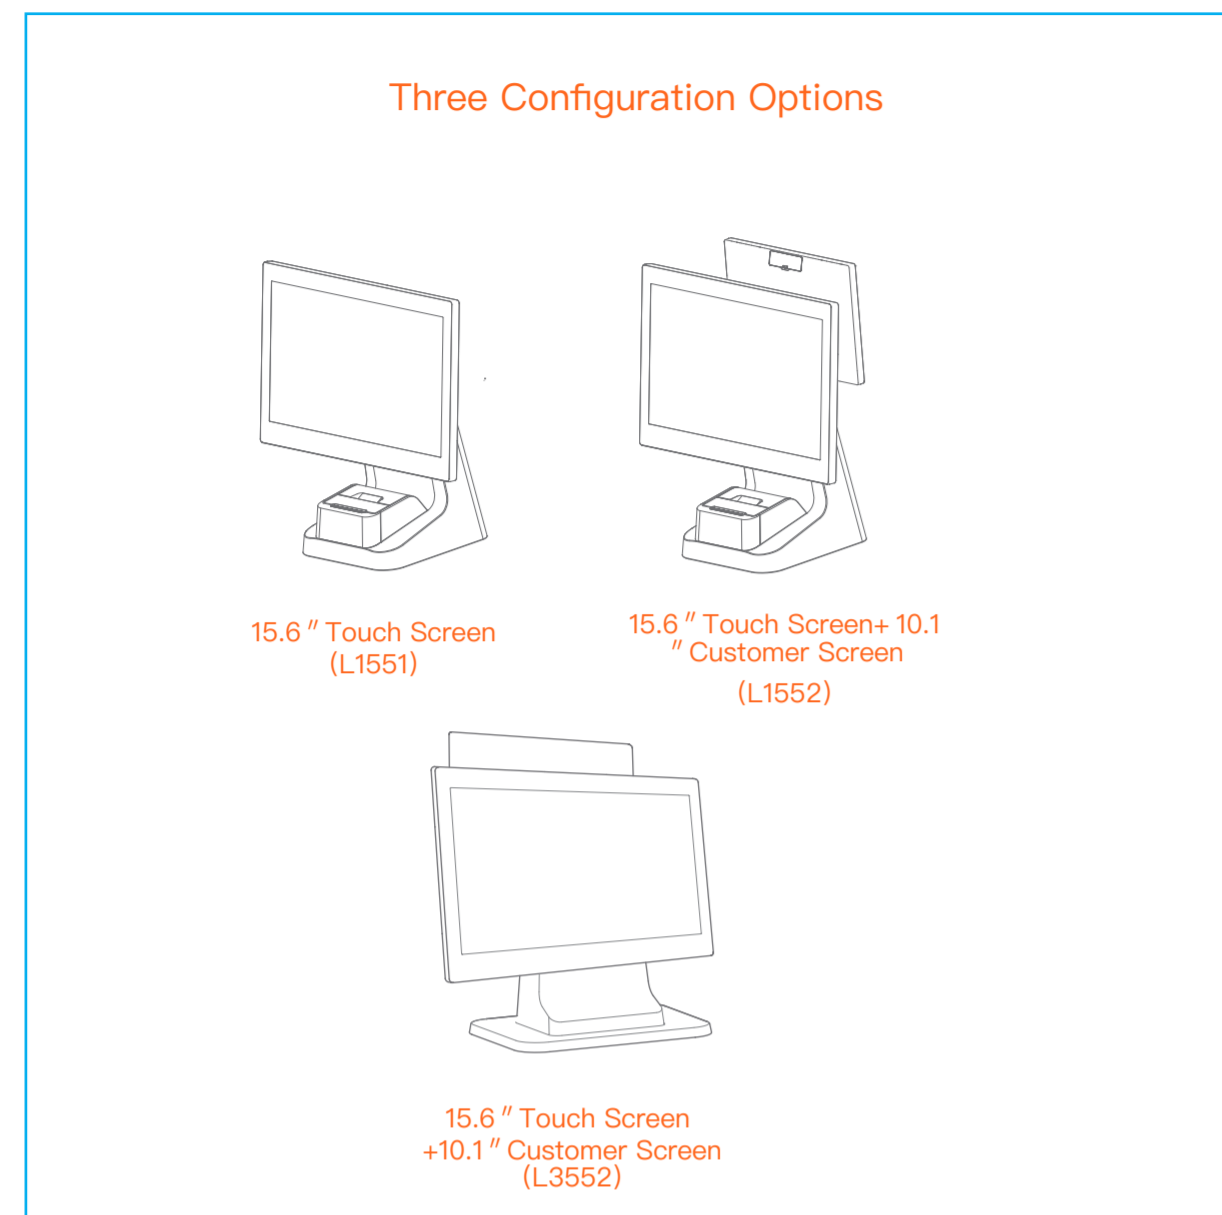 Three Configuration Options
15.6 " Touch Screen
(L1551)
15.6 " Touch Screen+ 10.1
" Customer Screen
(L1552)
15.6 " Touch Screen
+10.1 " Customer Screen
(L3552)